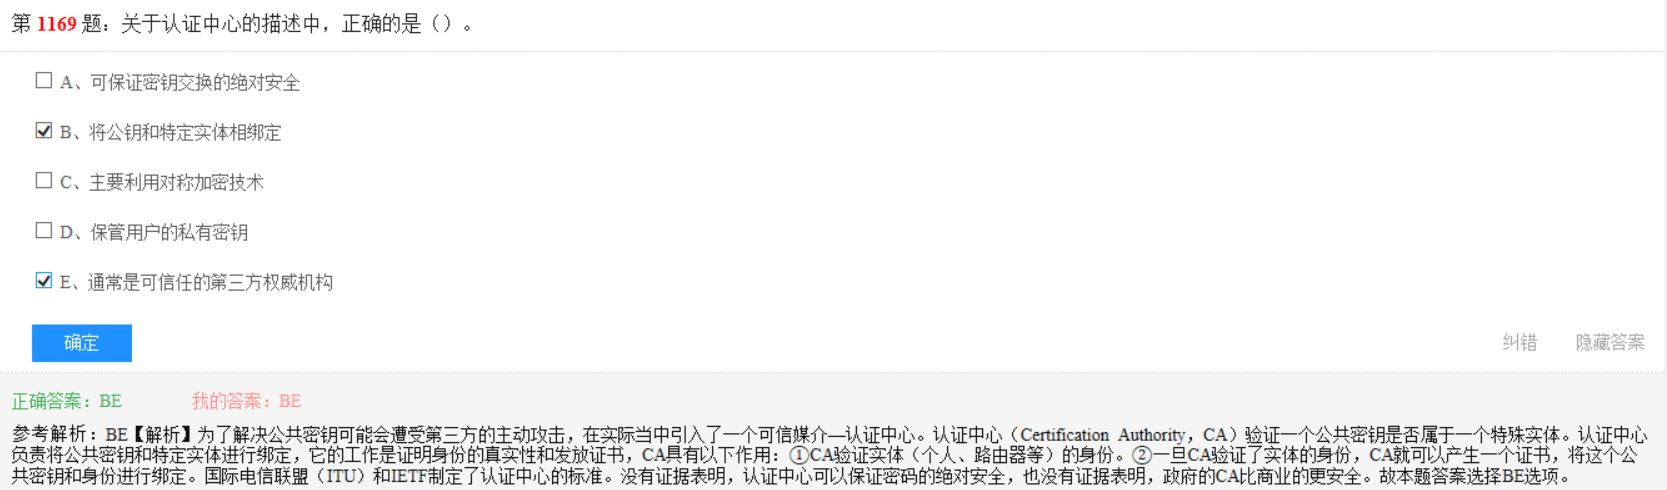 第 1169 题：关于认证中心的描述中，正确的是（）。
A、可保证密钥交换的绝对安全
B、将公钥和特定实体相绑定
C、主要利用对称加密技术
D、保管用户的私有密钥
E、通常是可信任的第三方权威机构
确定 纠错 隐藏答案
正确答案：BE 我的答案：BE
参考解析：BE【解析】为了解决公共密钥可能会遭受第三方的主动攻击，在实际当中引入了一个可信媒介—认证中心。认证中心（Certification Authority，CA）验证一个公共密钥是否属于一个特殊实体。认证中心
负责将公共密钥和特定实体进行绑定，它的工作是证明身份的真实性和发放证书，CA具有以下作用：①CA验证实体（个人、路由器等）的身份。②一旦CA验证了实体的身份，CA就可以产生一个证书，将这个公
共密钥和身份进行绑定。国际电信联盟（ITU）和IETF制定了认证中心的标准。没有证据表明，认证中心可以保证密码的绝对安全，也没有证据表明，政府的CA比商业的更安全。故本题答案选择BE选项。